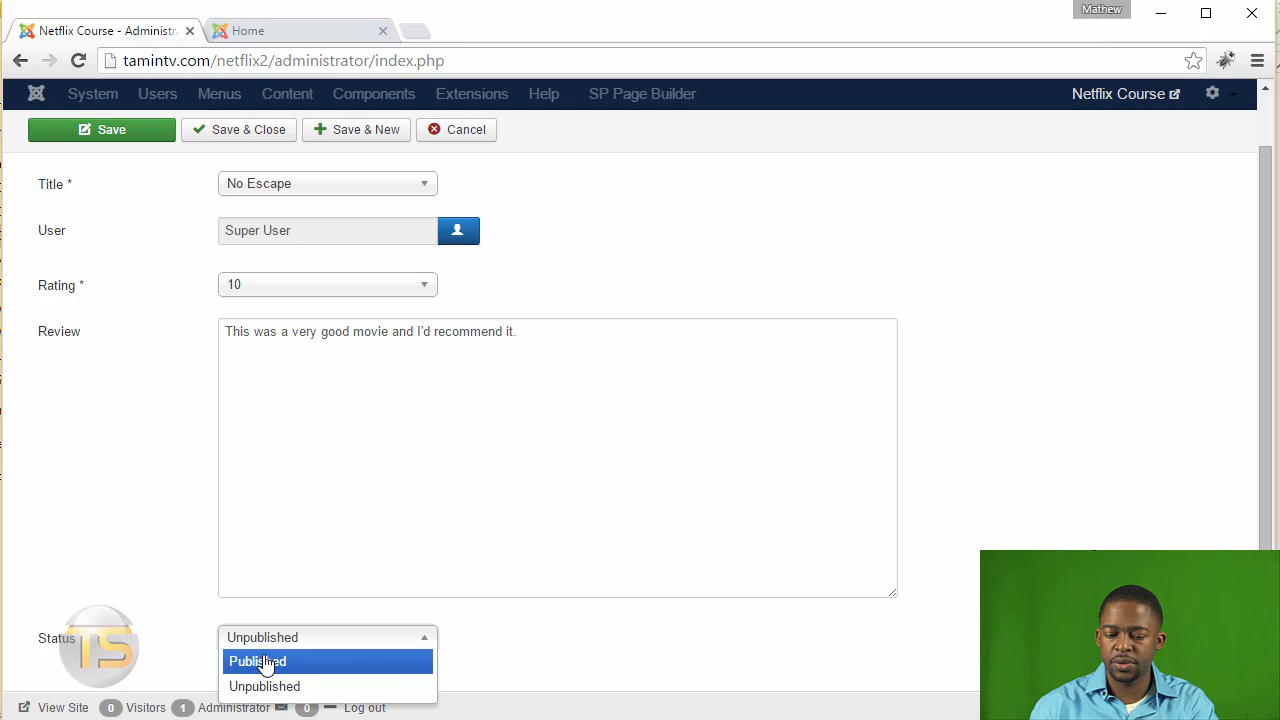 Mathew
Netflix Course - Administra
Home
tamintv.com/netflix2/administrator/index.php
System Users Menus Content Components Extensions Help SP Page Builder Netflix Course
Save Save & Close Save & New Cancel
Title * No Escape
User Super User
Rating * 10
Review This was a very good movie and I'd recommend it.
Status Unpublished
TS
Published
Unpublished
View Site 0 Visitors 1 Administrator 0 Log out